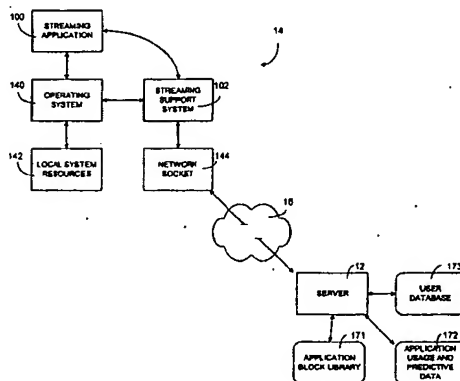 100
STREAMING
APPLICATION
14
140
OPERATING
SYSTEM
STREAMING
SUPPORT
SYSTEM
102
142
LOCAL SYSTEM
RESOURCES
NETWORK
SOCKET
144
16
12
SERVER
173
USER
DATABASE
171
APPLICATION
BLOCK LIBRARY
172
APPLICATION
USAGE AND
PREDICTIVE
DATA